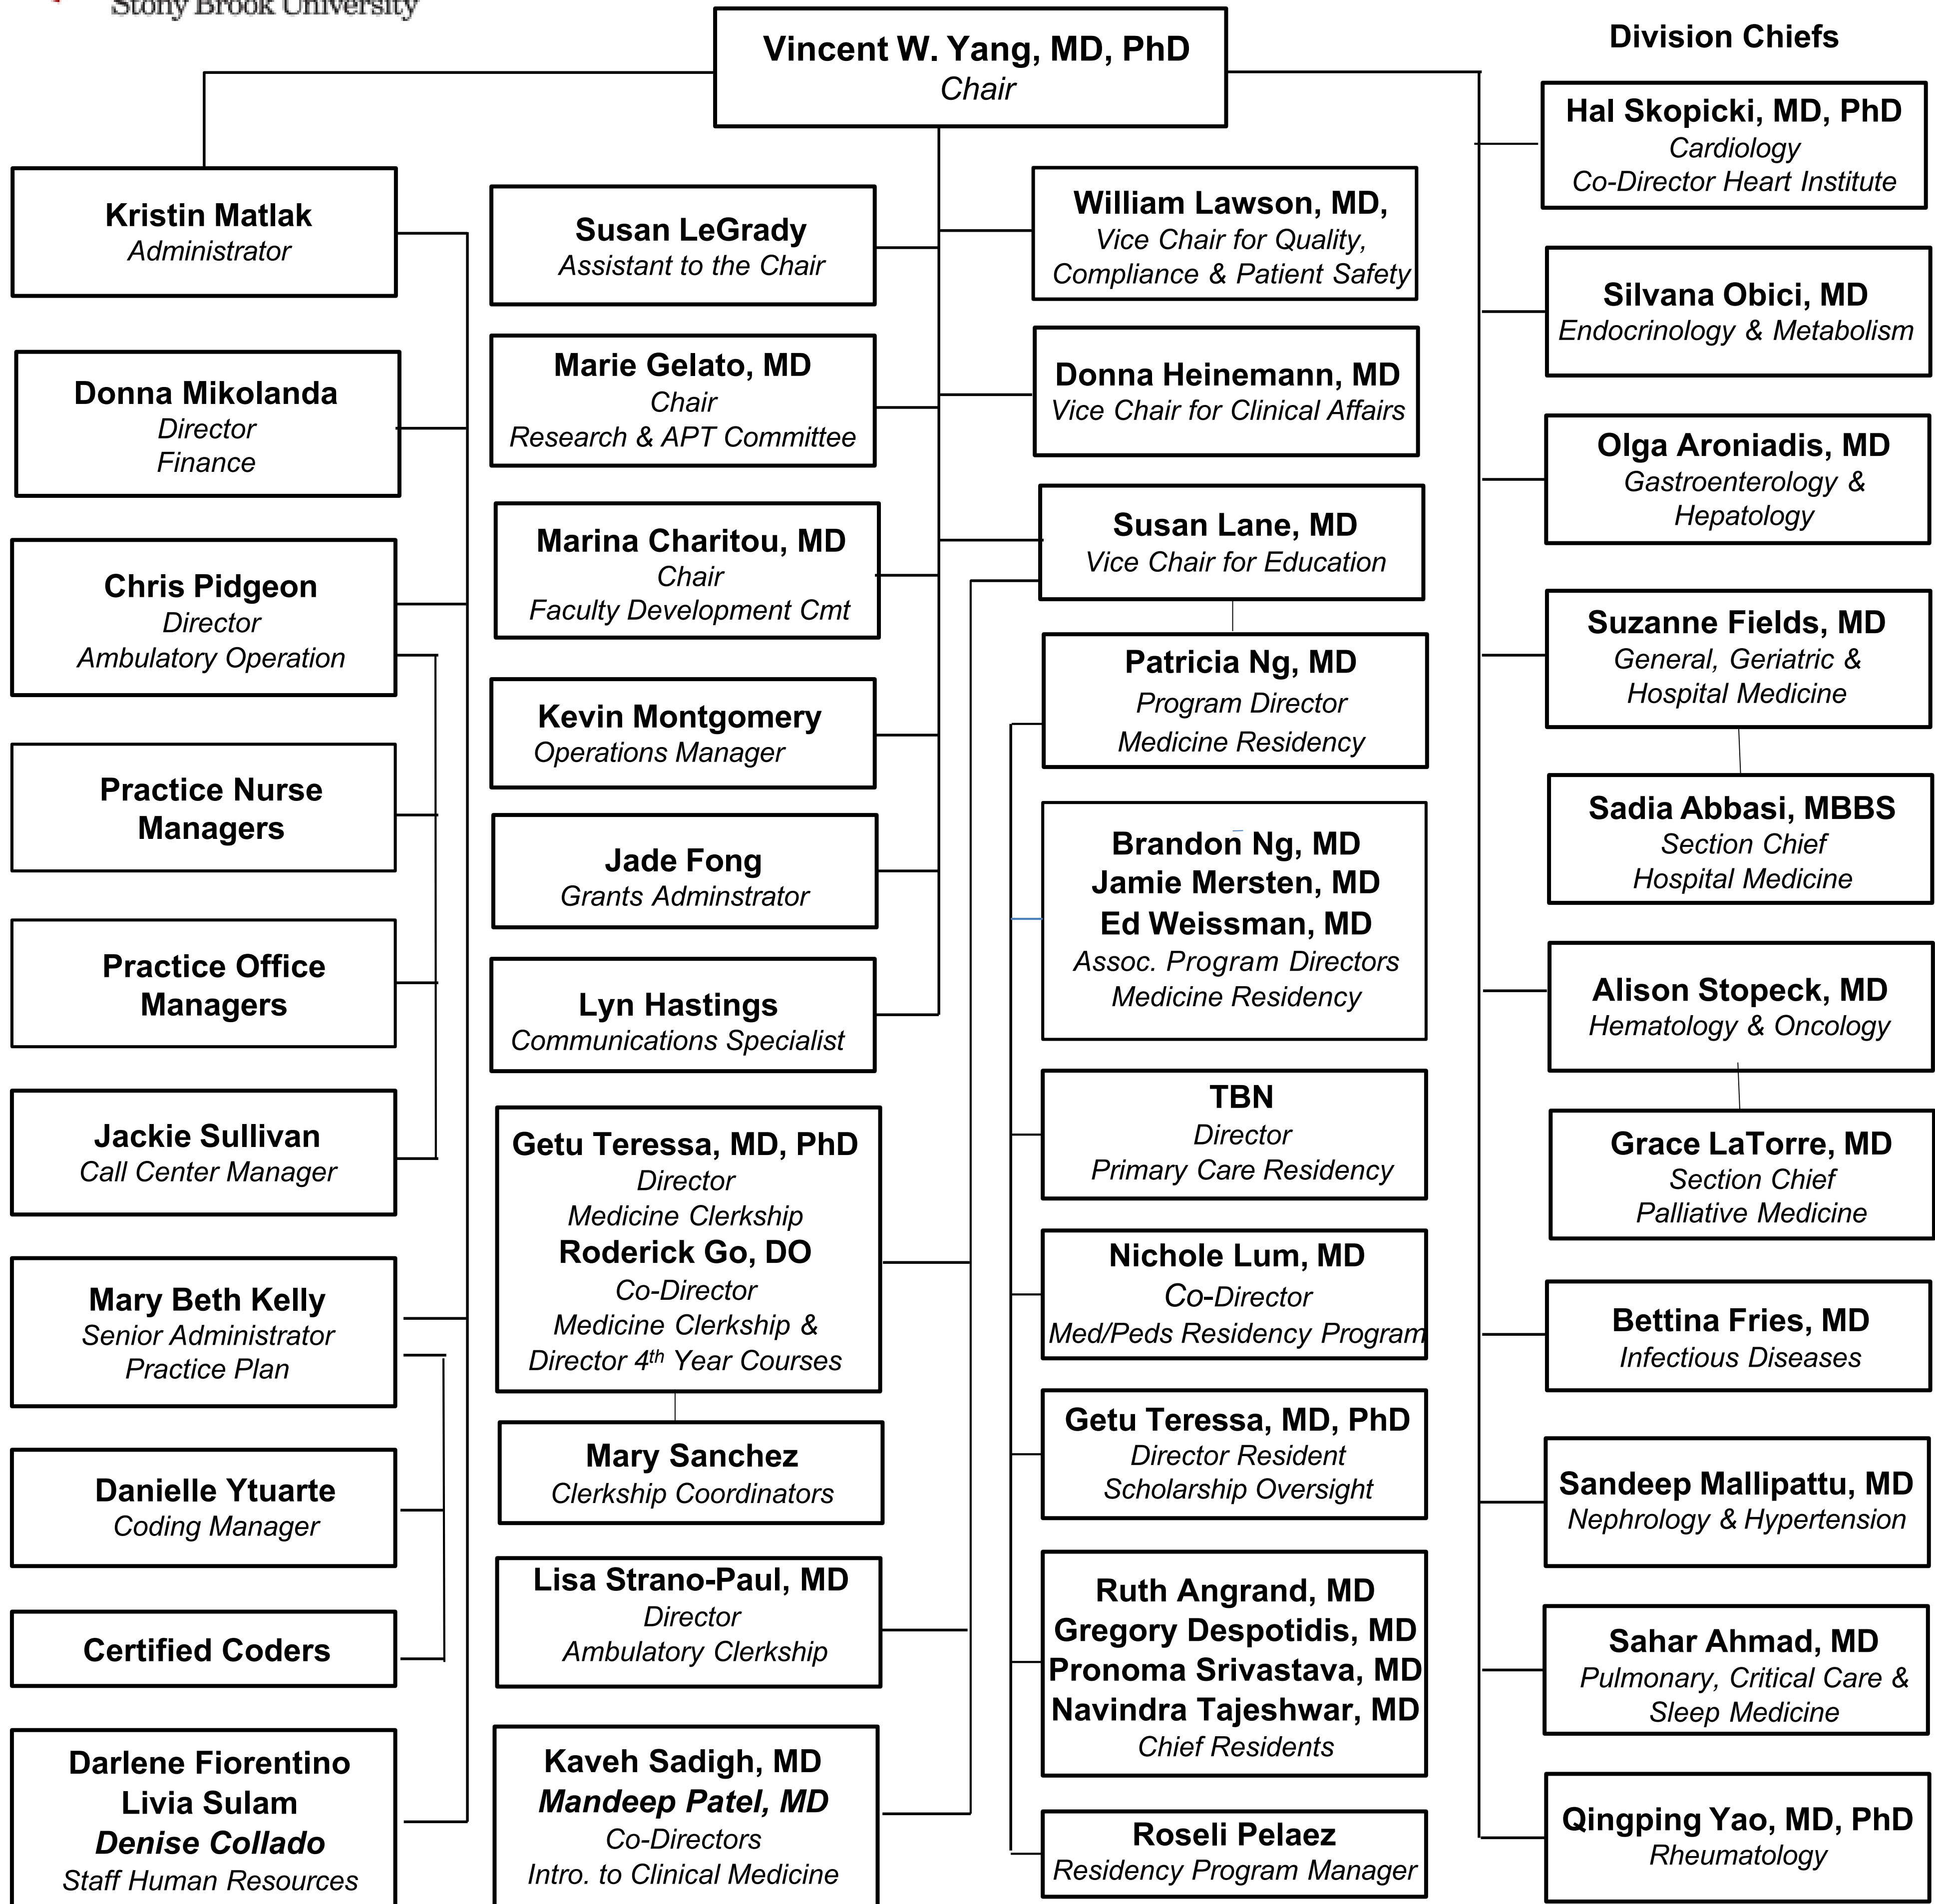 Stony Brook University
Vincent W. Yang, MD, PhD
Chair
Division Chiefs
Kristin Matlak
Administrator
Donna Mikolanda
Director
Finance
Chris Pidgeon
Director
Ambulatory Operation
Practice Nurse
Managers
Practice Office
Managers
Jackie Sullivan
Call Center Manager
Mary Beth Kelly
Senior Administrator
Practice Plan
Danielle Ytuarte
Coding Manager
Certified Coders
Darlene Fiorentino
Livia Sulam
Denise Collado
Staff Human Resources
Susan LeGrady
Assistant to the Chair
Marie Gelato, MD
Chair
Research & APT Committee
Marina Charitou, MD
Chair
Faculty Development Cmt
Kevin Montgomery
Operations Manager
Jade Fong
Grants Adminstrator
Lyn Hastings
Communications Specialist
Getu Teressa, MD, PhD
Director
Medicine Clerkship
Roderick Go, DO
Co-Director
Medicine Clerkship &
Director 4th Year Courses
Mary Sanchez
Clerkship Coordinators
Lisa Strano-Paul, MD
Director
Ambulatory Clerkship
Kaveh Sadigh, MD
Mandeep Patel, MD
Co-Directors
Intro. to Clinical Medicine
William Lawson, MD,
Vice Chair for Quality,
Compliance & Patient Safety
Donna Heinemann, MD
Vice Chair for Clinical Affairs
Susan Lane, MD
Vice Chair for Education
Patricia Ng, MD
Program Director
Medicine Residency
Brandon Ng, MD
Jamie Mersten, MD
Ed Weissman, MD
Assoc. Program Directors
Medicine Residency
TBN
Director
Primary Care Residency
Nichole Lum, MD
Co-Director
Med/Peds Residency Program
Getu Teressa, MD, PhD
Director Resident
Scholarship Oversight
Ruth Angrand, MD
Gregory Despotidis, MD
Pronoma Srivastava, MD
Navindra Tajeshwar, MD
Chief Residents
Roseli Pelaez
Residency Program Manager
Hal Skopicki, MD, PhD
Cardiology
Co-Director Heart Institute
Silvana Obici, MD
Endocrinology & Metabolism
Olga Aroniadis, MD
Gastroenterology &
Hepatology
Suzanne Fields, MD
General, Geriatric &
Hospital Medicine
Sadia Abbasi, MBBS
Section Chief
Hospital Medicine
Alison Stopeck, MD
Hematology & Oncology
Grace LaTorre, MD
Section Chief
Palliative Medicine
Bettina Fries, MD
Infectious Diseases
Sandeep Mallipattu, MD
Nephrology & Hypertension
Sahar Ahmad, MD
Pulmonary, Critical Care &
Sleep Medicine
Qingping Yao, MD, PhD
Rheumatology